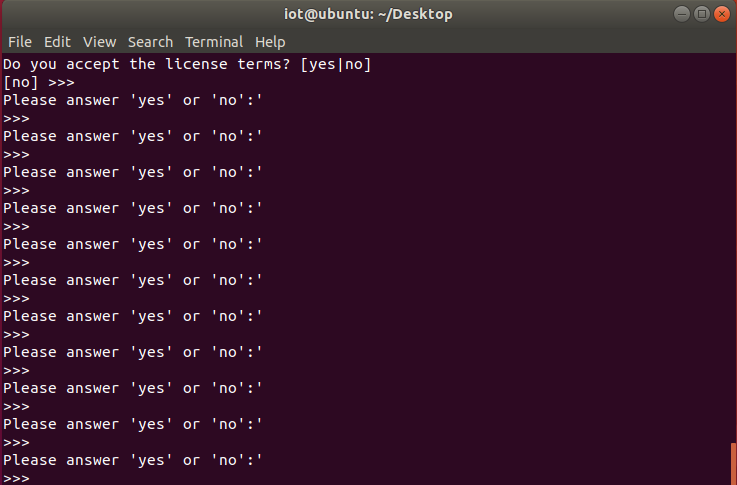 iot@ubuntu: ~/Desktop
File Edit View Search Terminal Help
Do you accept the license terms? [yes|no]
[no] >>>
Please answer 'yes' or 'no':'
>>>
Please answer 'yes' or 'no':'
>>>
Please answer 'yes' or 'no':'
>>>
Please answer 'yes' or 'no':'
>>>
Please answer 'yes' or 'no':'
>>>
Please answer 'yes' or 'no':'
>>>
Please answer 'yes' or 'no':'
>>>
Please answer 'yes' or 'no':'
>>>
Please answer 'yes' or 'no':'
>>>
Please answer 'yes' or 'no':'
>>>
Please answer 'yes' or 'no':'
>>>